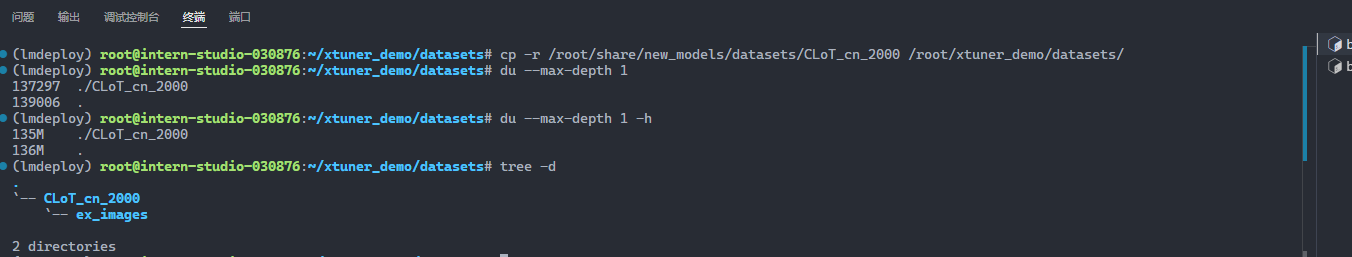 问题 输出 调试控制台 终端 端口
(lmdeploy) root@intern-studio-030876:~/xtuner_demo/datasets# cp -r /root/share/new_models/datasets/CLoT_cn_2000 /root/xtuner_demo/datasets/
(lmdeploy) root@intern-studio-030876:~/xtuner_demo/datasets# du --max-depth 1
137297 ./CLoT_cn_2000
139006 .
(lmdeploy) root@intern-studio-030876:~/xtuner_demo/datasets# du --max-depth 1 -h
135M ./CLoT_cn_2000
136M .
(lmdeploy) root@intern-studio-030876:~/xtuner_demo/datasets# tree -d
.
`-- CLoT_cn_2000
    `-- ex_images
2 directories